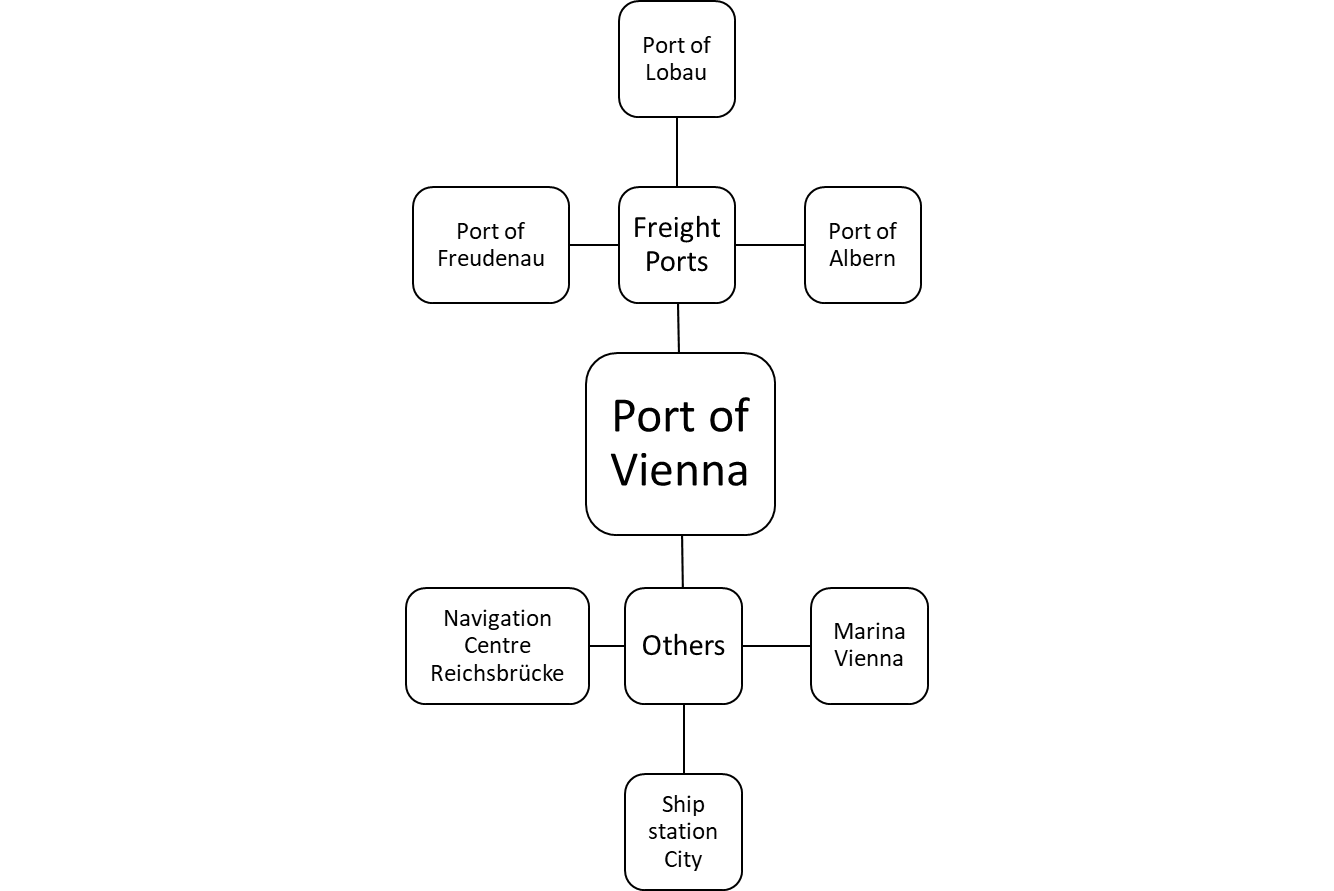 Port of
Lobau
Port of
Freudenau
Freight
Ports
Port of
Albern
Port of
Vienna
Navigation
Centre
Reichsbrücke
Others
Marina
Vienna
Ship
station
City